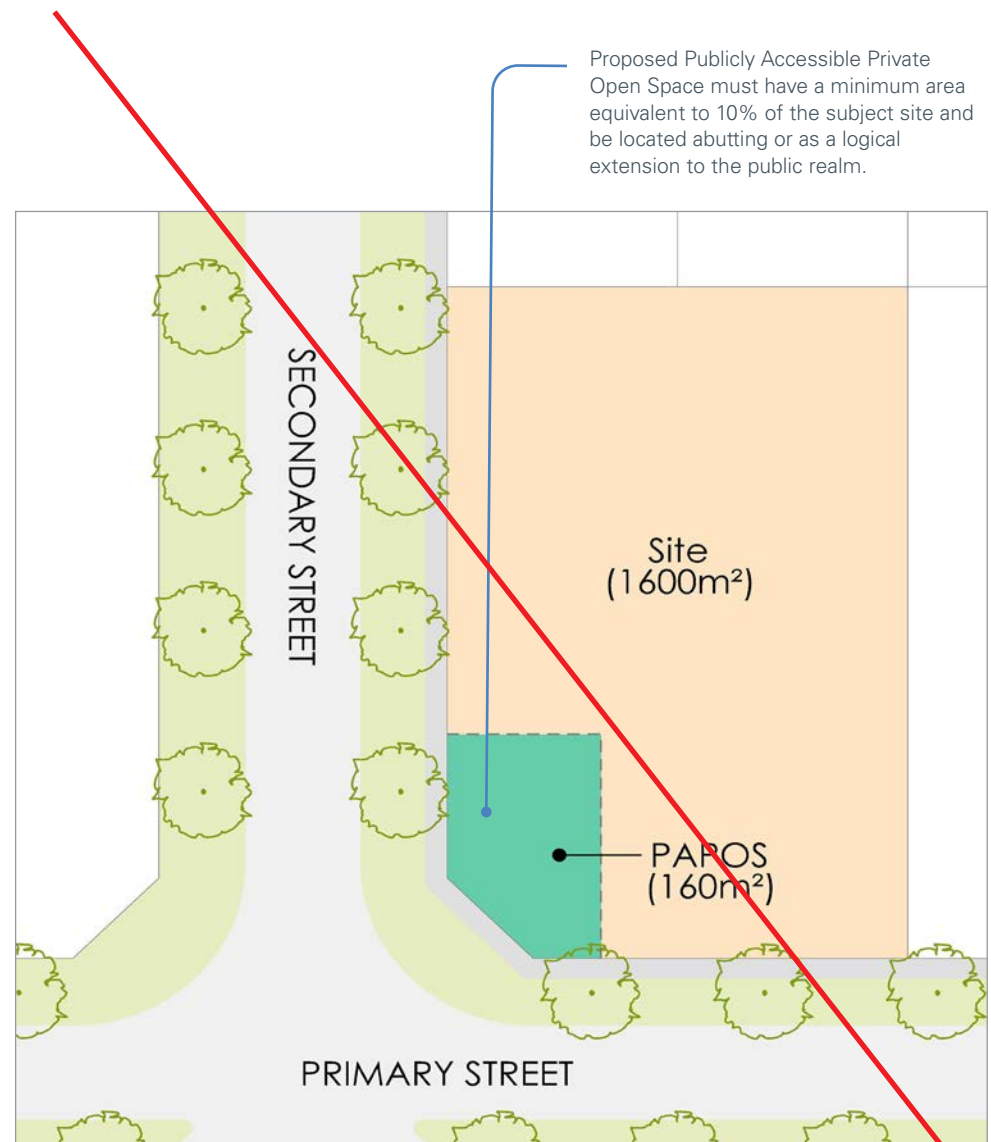 Proposed Publicly Accessible Private
Open Space must have a minimum area
equivalent to 10% of the subject site and
be located abutting or as a logical
extension to the public realm.
SECONDARY STREET
Site
(1600m²)
PAPOS
(160m²)
PRIMARY STREET